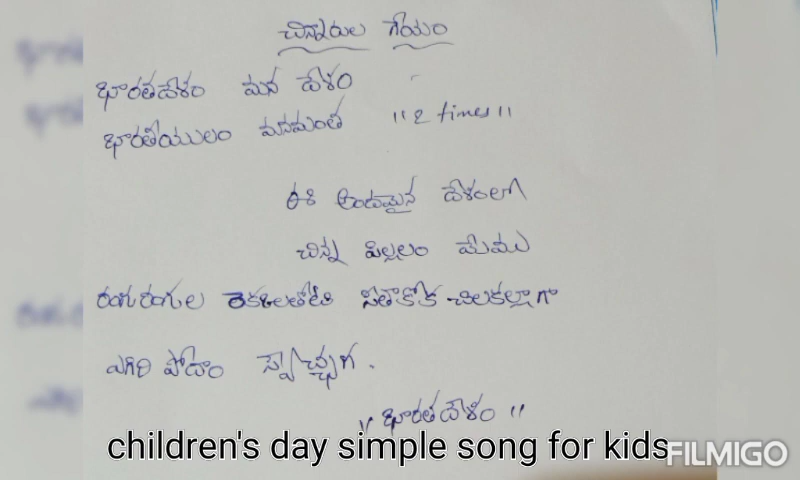 చిన్నారుల గేయం
భారతదేశం మన దేశం
భారతీయులం మనమంత "2 times"
ఈ అందమైన దేశంలో
చిన్న పిల్లలం మేము
రంగురంగుల రెకలతోటి సీతాకోక చిలకల్లాగా
ఎగిరి పోదాం స్వాచ్ఛగ.
"భారతదేశం"
children's day simple song for kids
FILMIGO